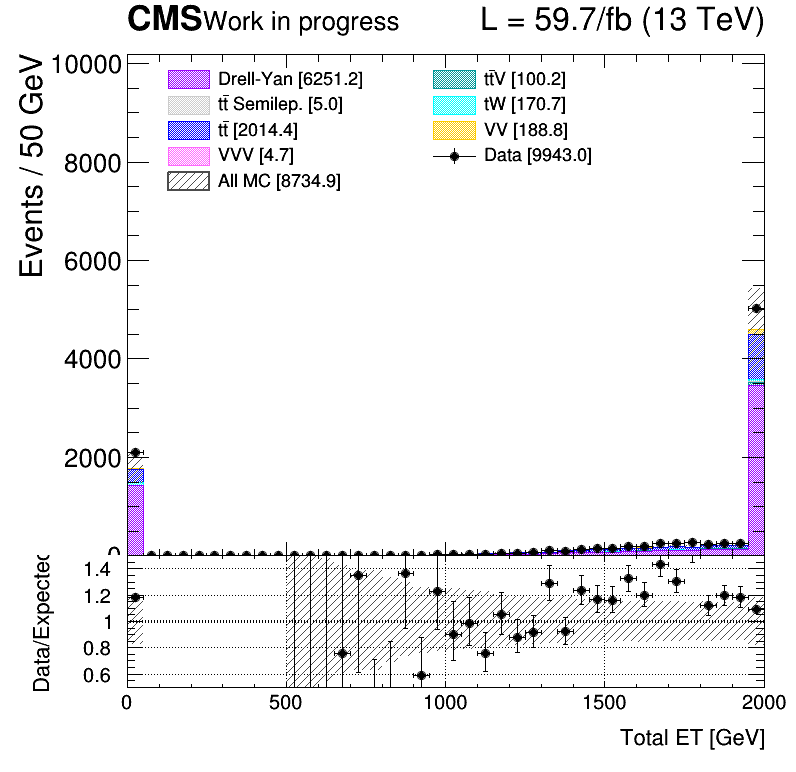 CMS Work in progress L = 59.7/fb (13 TeV)
Events / 50 GeV
10000
8000
6000
4000
2000
0
Drell-Yan [6251.2]
tt̄ Semilep. [5.0]
tt̄ [2014.4]
VVV [4.7]
All MC [8734.9]
tt̄V [100.2]
tW [170.7]
VV [188.8]
Data [9943.0]
Data/Expected
1.4
1.2
1
0.8
0.6
0 500 1000 1500 2000
Total ET [GeV]